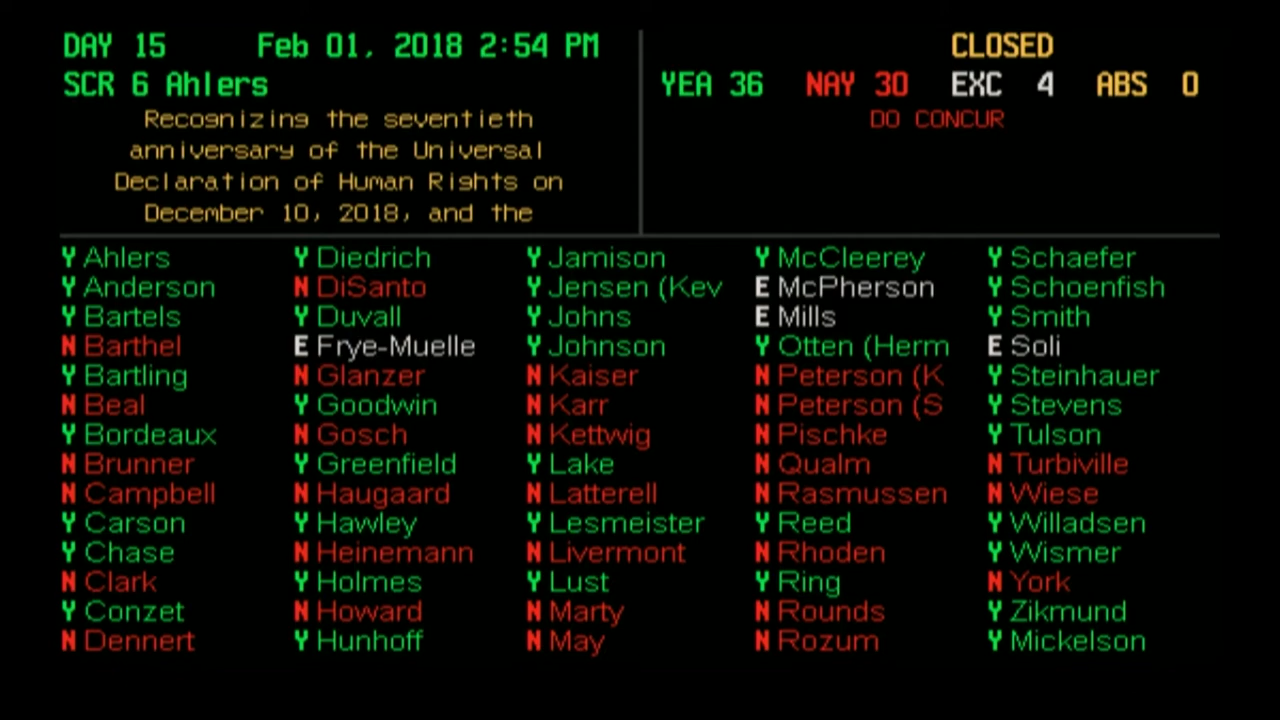 DAY 15 Feb 01, 2018 2:54 PM CLOSED
SCR 6 Ahlers YEA 36 NAY 30 EXC 4 ABS 0
Recognizing the seventieth DO CONCUR
anniversary of the Universal
Declaration of Human Rights on
December 10, 2018, and the
Y Ahlers Y Diedrich Y Jamison Y McCleerey Y Schaefer
Y Anderson N DiSanto Y Jensen (Kev E McPherson Y Schoenfish
Y Bartels Y Duvall Y Johns E Mills Y Smith
N Barthel E Frye-Muelle Y Johnson Y Otten (Herm E Soli
Y Bartling N Glanzer N Kaiser N Peterson (K Y Steinhauer
N Beal Y Goodwin N Karr N Peterson (S Y Stevens
Y Bordeaux N Gosch N Kettwig N Pischke Y Tulson
N Brunner Y Greenfield Y Lake N Qualm N Turbiville
N Campbell N Haugaard N Latterell N Rasmussen N Wiese
Y Carson Y Hawley Y Lesmeister Y Reed Y Willadsen
Y Chase N Heinemann N Livermont N Rhoden Y Wismer
N Clark Y Holmes Y Lust Y Ring N York
Y Conzet N Howard N Marty N Rounds Y Zikmund
N Dennert Y Hunhoff N May N Rozum Y Mickelson